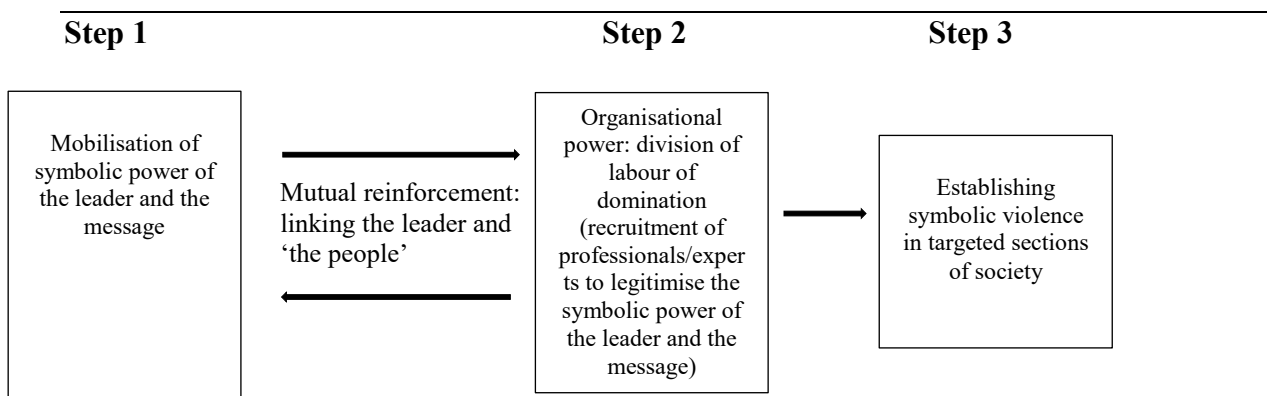 Step 1
Step 2
Step 3
Mobilisation of
symbolic power of
the leader and the
message
Mutual reinforcement:
linking the leader and
‘the people’
Organisational
power: division of
labour of
domination
(recruitment of
professionals/exper
ts to legitimise the
symbolic power of
the leader and the
message)
Establishing
symbolic violence
in targeted sections
of society